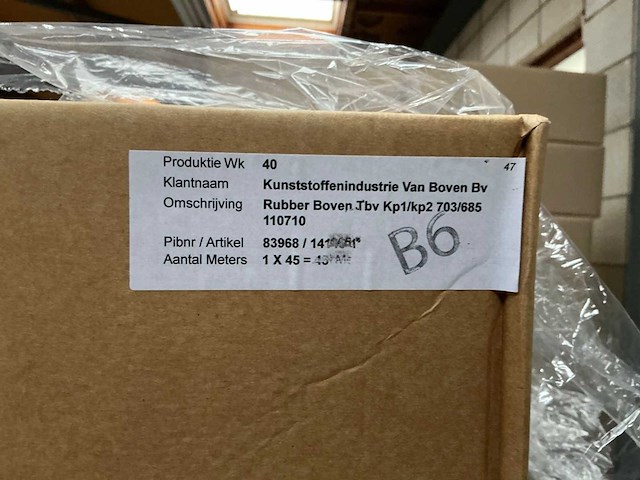 Produktie Wk 40 47
Klantnaam Kunststoffenindustrie Van Boven Bv
Omschrijving Rubber Boven Tbv Kp1/kp2 703/685
110710
Pibnr / Artikel 83968 /
Aantal Meters 1 X 45 =
B6